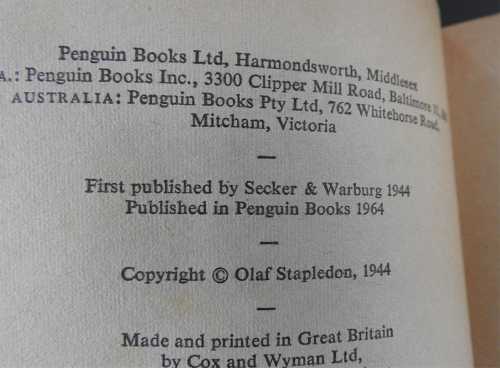 Penguin Books Ltd, Harmondsworth, Middlesex
A.: Penguin Books Inc., 3300 Clipper Mill Road, Baltimore
AUSTRALIA: Penguin Books Pty Ltd, 762 Whitehorse Road,
Mitcham, Victoria
—
First published by Secker & Warburg 1944
Published in Penguin Books 1964
—
Copyright © Olaf Stapledon, 1944
—
Made and printed in Great Britain
by Cox and Wyman Ltd,